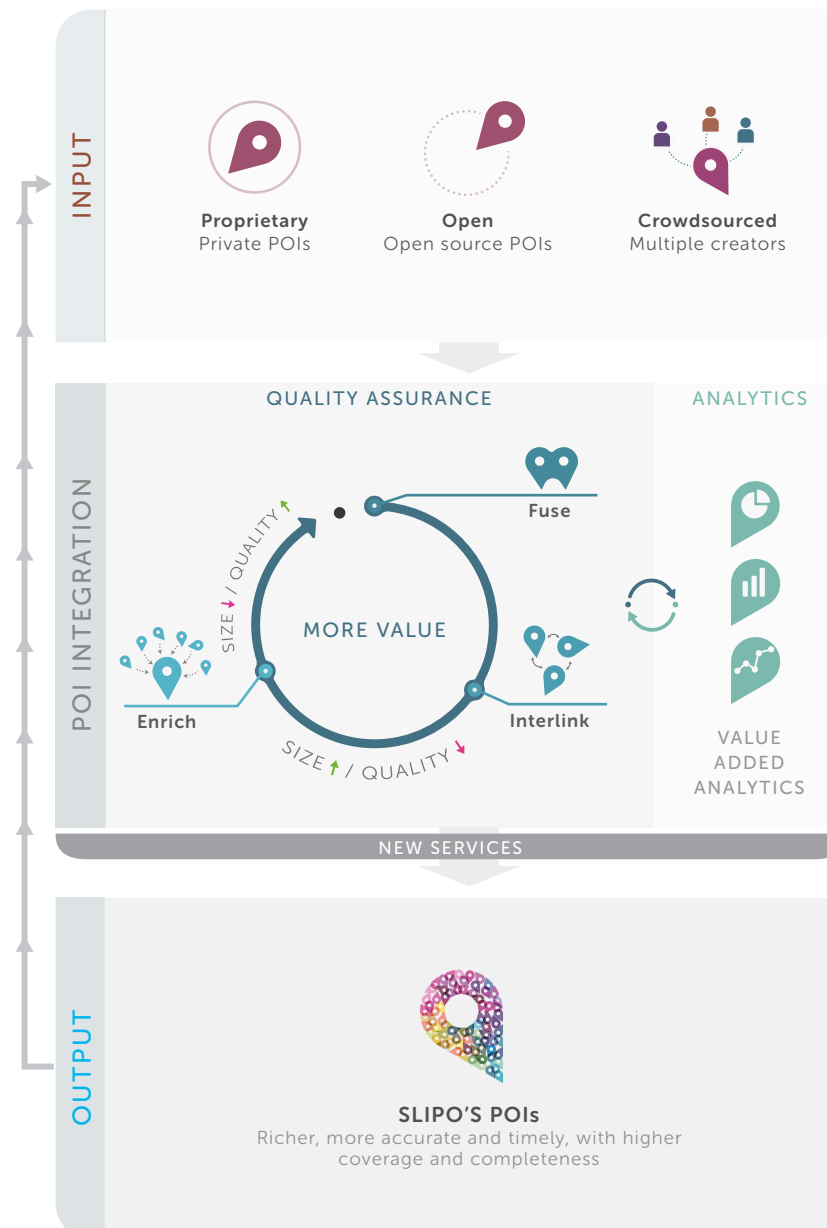 INPUT
Proprietary
Private POIs
Open
Open source POIs
Crowdsourced
Multiple creators
POI INTEGRATION
QUALITY ASSURANCE
ANALYTICS
Fuse
SIZE / QUALITY
MORE VALUE
Enrich
Interlink
SIZE / QUALITY
VALUE
ADDED
ANALYTICS
NEW SERVICES
OUTPUT
SLIPO'S POIs
Richer, more accurate and timely, with higher
coverage and completeness